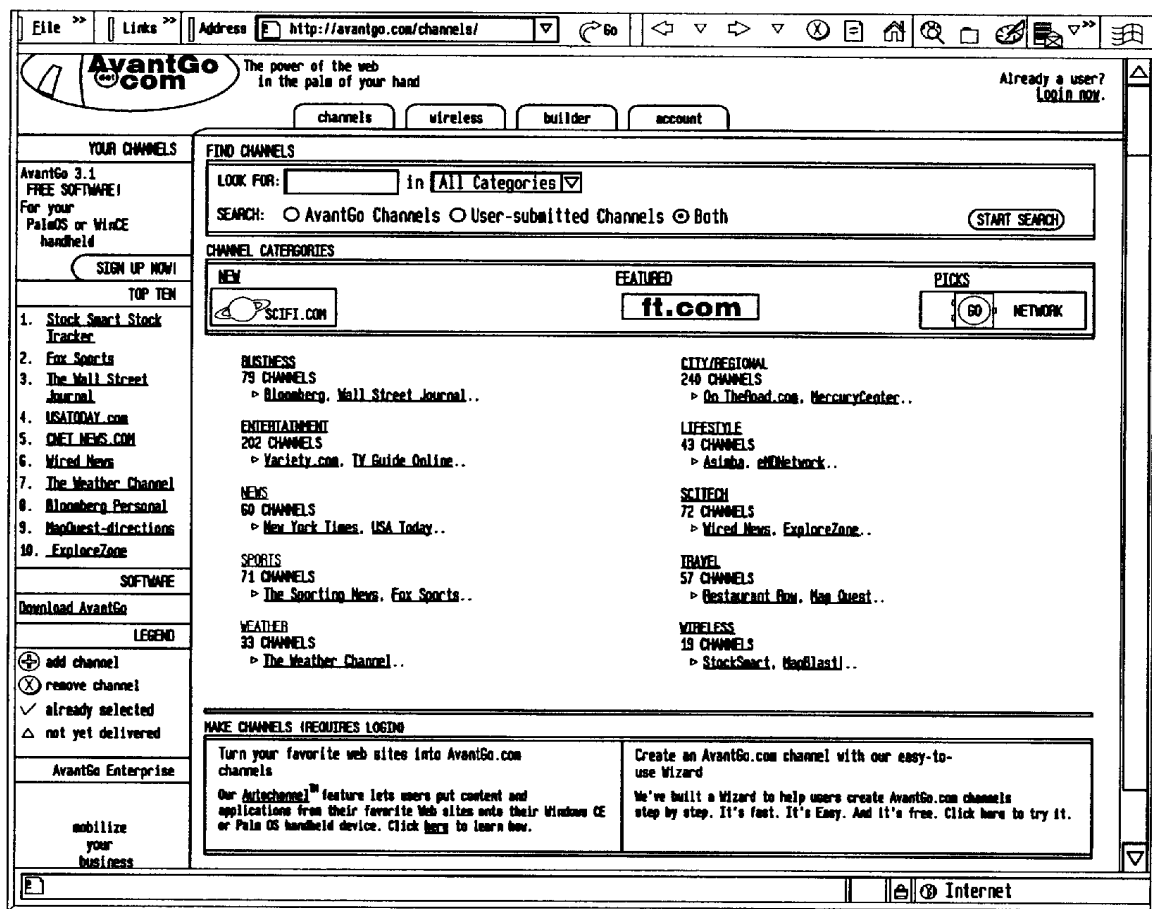 File >> Links >> Address http://avantgo.com/channels/ Go
AvantGo
.com
The power of the web
in the palm of your hand
Already a user?
Login now.
channels wireless builder account
YOUR CHANNELS
AvantGo 3.1
FREE SOFTWARE!
For your
PalmOS or WinCE
handheld
SIGN UP NOW!
TOP TEN
1. Stock Smart Stock
Tracker
2. Fox Sports
3. The Wall Street
Journal
4. USATODAY.com
5. CNET NEWS.COM
6. Wired News
7. The Weather Channel
8. Bloomberg Personal
9. MapQuest-directions
10. ExploreZone
SOFTWARE
Download AvantGo
LEGEND
add channel
remove channel
already selected
not yet delivered
AvantGo Enterprise
mobilize
your
business
FIND CHANNELS
LOOK FOR: in All Categories
SEARCH: AvantGo Channels User-submitted Channels Both START SEARCH
CHANNEL CATERGORIES
NEW FEATURED PICKS
SCIFI.COM ft.com GO NETWORK
BUSINESS
79 CHANNELS
Bloomberg, Wall Street Journal..
CITY/REGIONAL
240 CHANNELS
On TheRoad.com, MercuryCenter..
ENTERTAINMENT
202 CHANNELS
Variety.com, TV Guide Online..
LIFESTYLE
43 CHANNELS
Asimba, eMDNetwork..
NEWS
60 CHANNELS
New York Times, USA Today..
SCITECH
72 CHANNELS
Wired News, ExploreZone..
SPORTS
71 CHANNELS
The Sporting News, Fox Sports..
TRAVEL
57 CHANNELS
Restaurant Row, Map Quest..
WEATHER
33 CHANNELS
The Weather Channel..
WIRELESS
19 CHANNELS
StockSmart, MapBlast!..
MAKE CHANNELS (REQUIRES LOGIN)
Turn your favorite web sites into AvantGo.com
channels
Our Autochannel™ feature lets users put content and
applications from their favorite Web sites onto their Windows CE
or Palm OS handheld device. Click here to learn how.
Create an AvantGo.com channel with our easy-to-
use Wizard
We've built a Wizard to help users create AvantGo.com channels
step by step. It's fast. It's Easy. And it's free. Click here to try it.
Internet